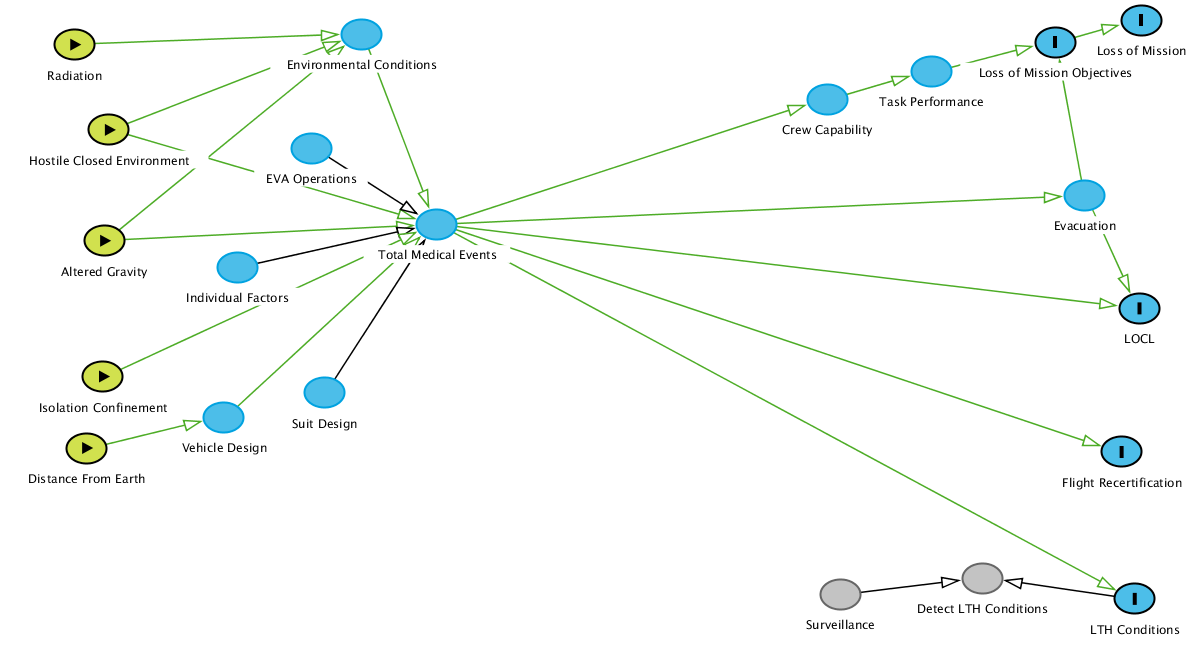 Radiation
Environmental Conditions
Loss of Mission
Loss of Mission Objectives
Task Performance
Crew Capability
Hostile Closed Environment
EVA Operations
Evacuation
Total Medical Events
Altered Gravity
Individual Factors
LOCL
Isolation Confinement
Suit Design
Vehicle Design
Distance From Earth
Flight Recertification
Detect LTH Conditions
Surveillance
LTH Conditions